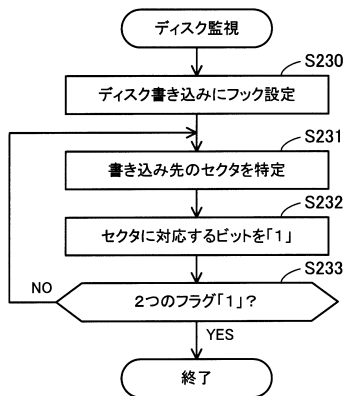 ディスク監視
S230
ディスク書き込みにフック設定
S231
書き込み先のセクタを特定
S232
セクタに対応するビットを「1」
S233
2つのフラグ「1」?
NO
YES
終了